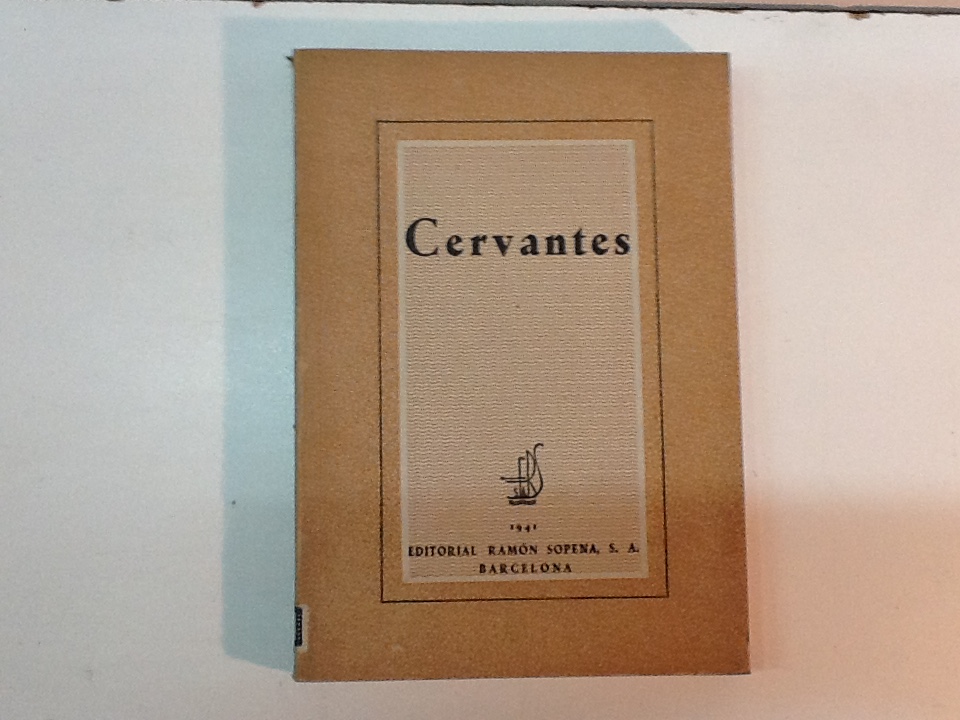 Cervantes
1941
EDITORIAL RAMÓN SOPENA, S. A.
BARCELONA